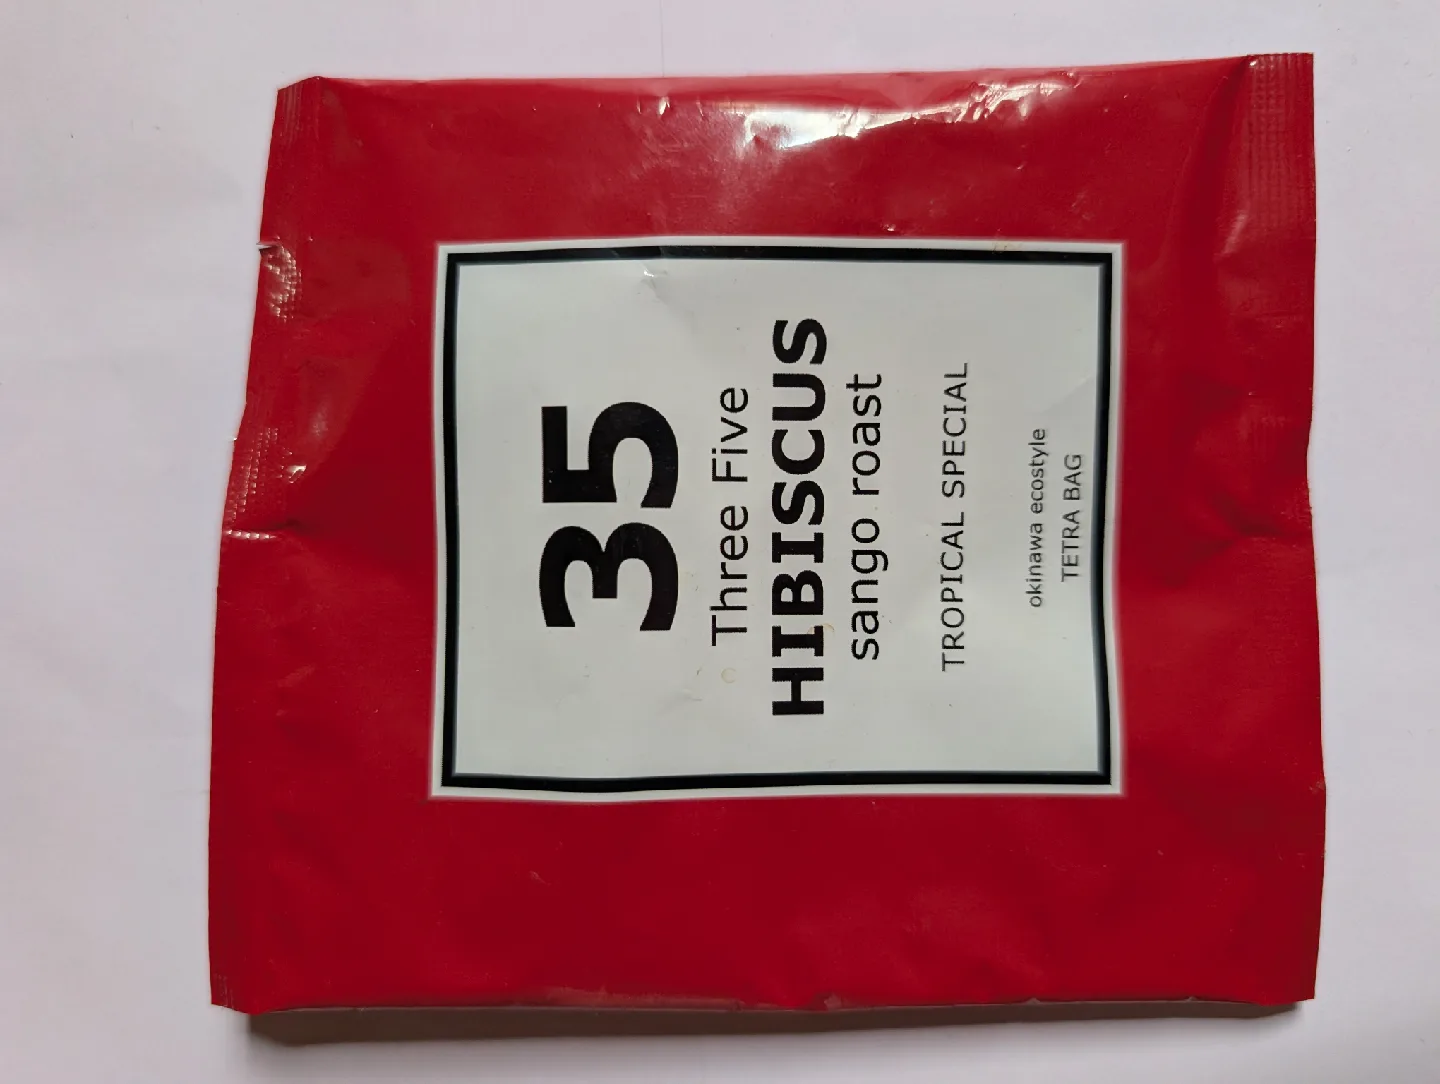 35
Three Five
HIBISCUS
sango roast
TROPICAL SPECIAL
okinawa ecostyle
TETRA BAG